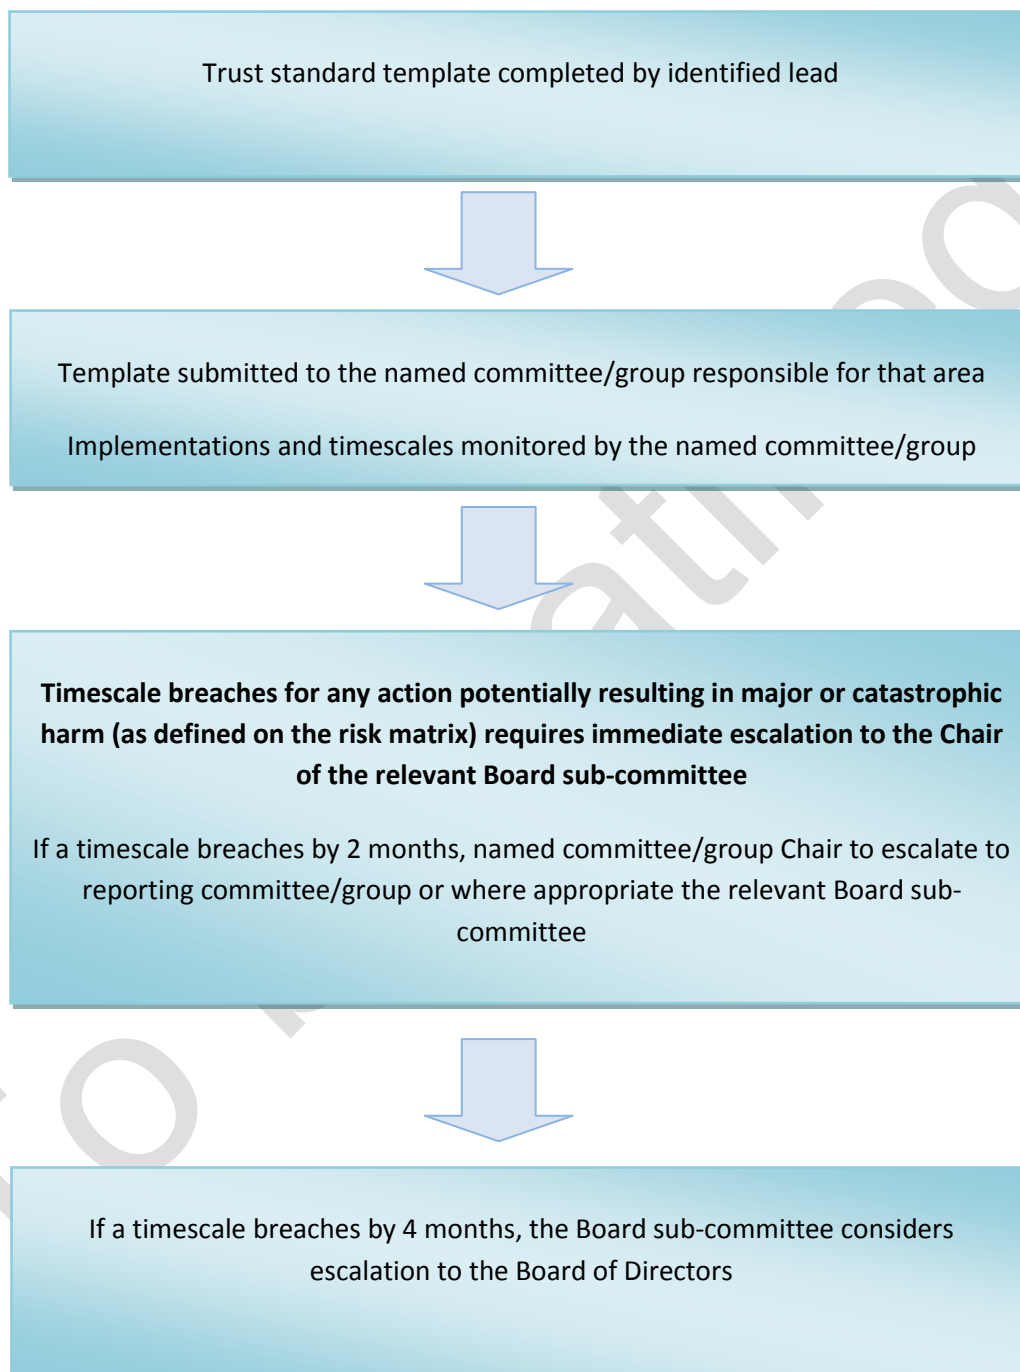 Trust standard template completed by identified lead
Template submitted to the named committee/group responsible for that area
Implementations and timescales monitored by the named committee/group
Timescale breaches for any action potentially resulting in major or catastrophic
harm (as defined on the risk matrix) requires immediate escalation to the Chair
of the relevant Board sub-committee
If a timescale breaches by 2 months, named committee/group Chair to escalate to
reporting committee/group or where appropriate the relevant Board sub-
committee
If a timescale breaches by 4 months, the Board sub-committee considers
escalation to the Board of Directors